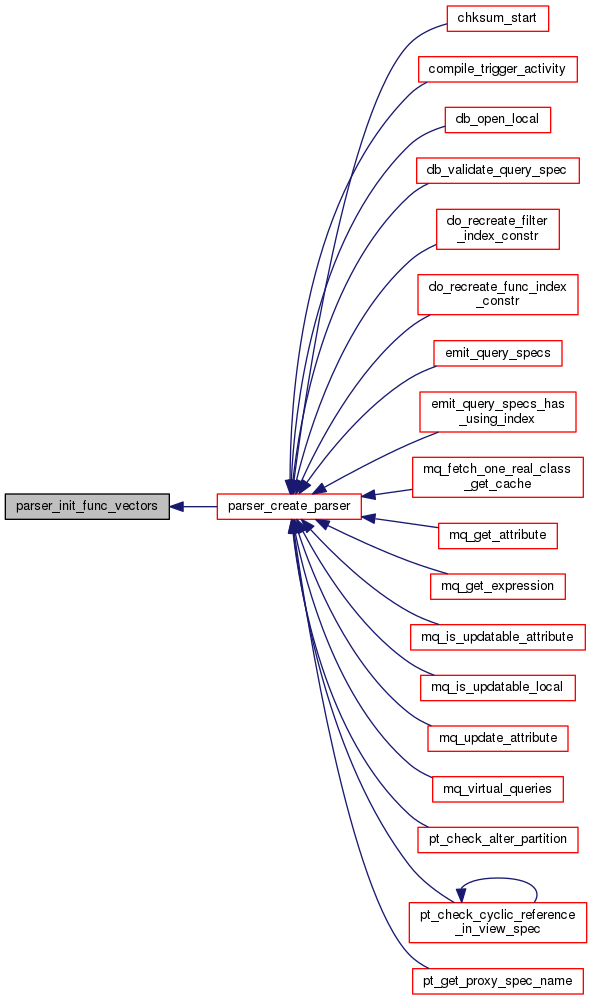 chksum_start
compile_trigger_activity
db_open_local
db_validate_query_spec
do_recreate_filter
_index_constr
do_recreate_func_index
_constr
emit_query_specs
emit_query_specs_has
_using_index
mq_fetch_one_real_class
_get_cache
parser_init_func_vectors
parser_create_parser
mq_get_attribute
mq_get_expression
mq_is_updatable_attribute
mq_is_updatable_local
mq_update_attribute
mq_virtual_queries
pt_check_alter_partition
pt_check_cyclic_reference
_in_view_spec
pt_get_proxy_spec_name